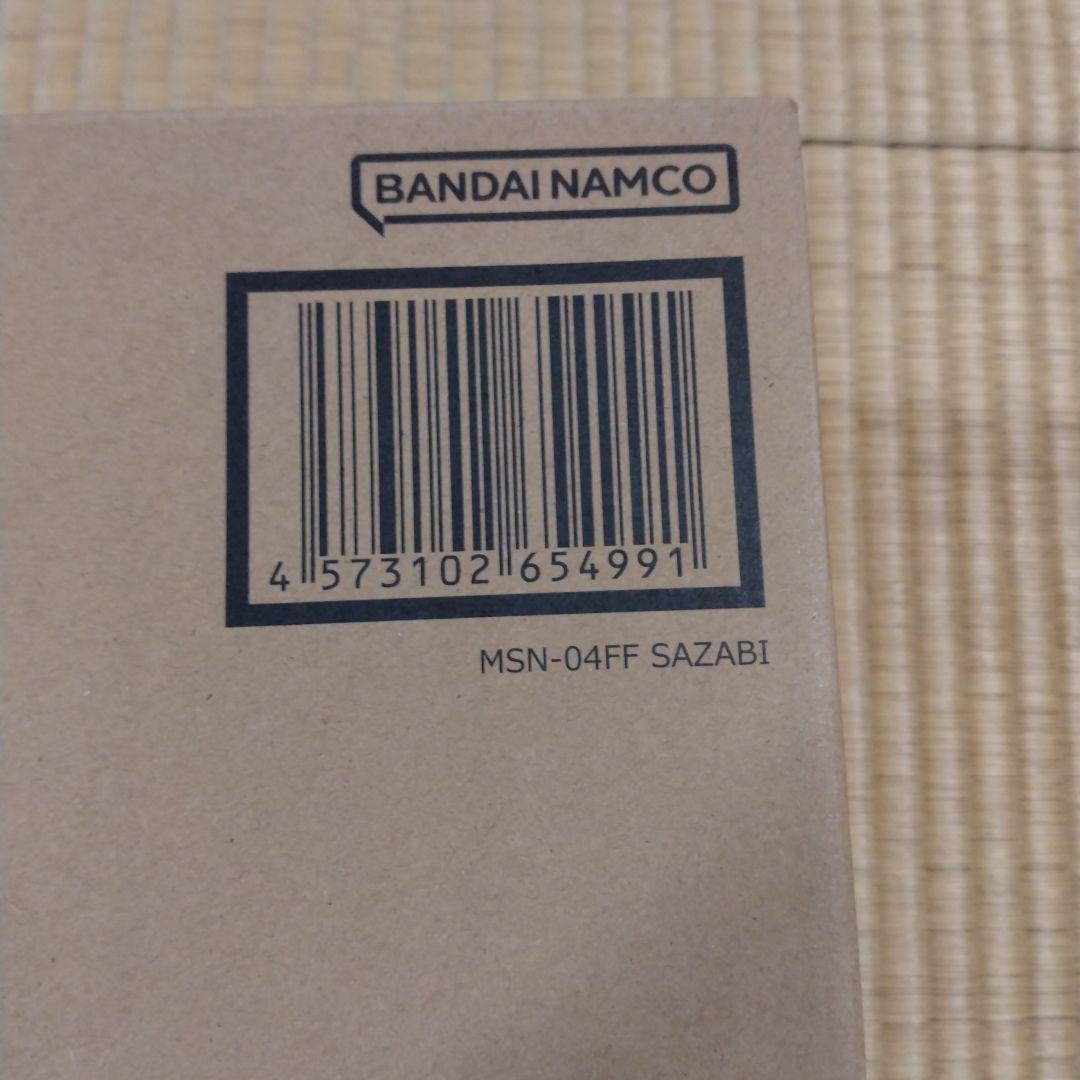 BANDAI NAMCO
4 573102 654991
MSN-04FF SAZABI